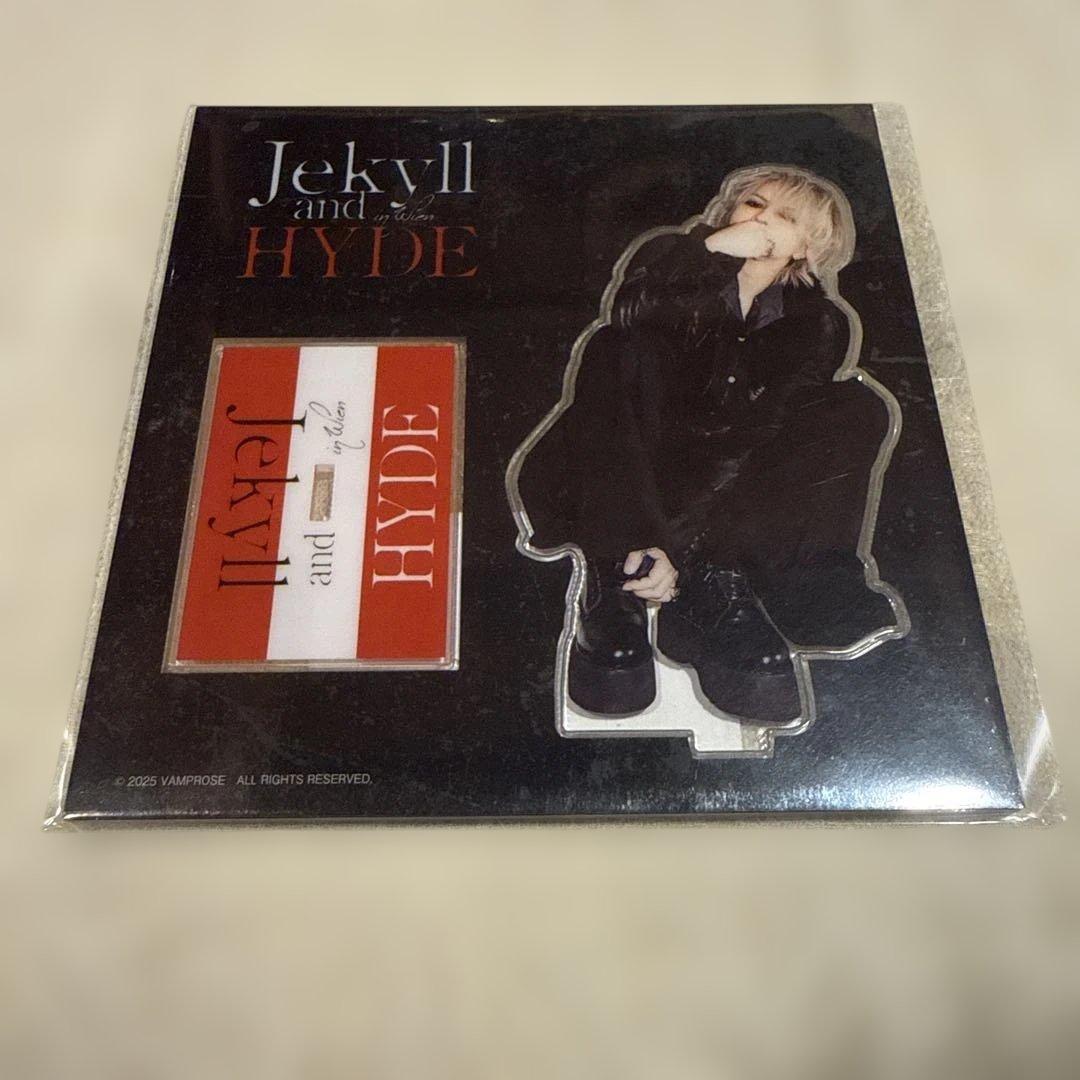 Jekyll
and in Wien
HYDE
Jekyll
and in Wien
HYDE
© 2025 VAMPROSE ALL RIGHTS RESERVED.